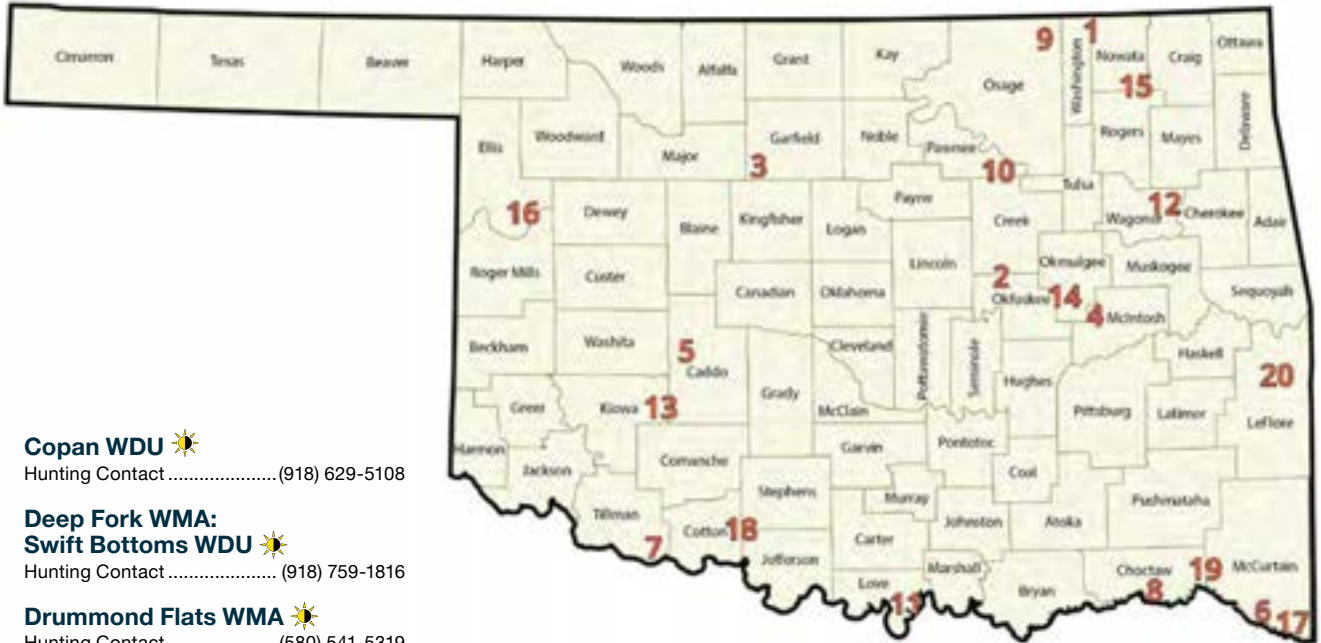 Cimarron
Texas
Beaver
Harper
Woods
Alfalfa
Grant
Kay
9
1
Osage
Washington
Nowata
Craig
Ottawa
15
Ellis
Woodward
Major
Garfield
Noble
Pawnee
Rogers
Mayes
Delaware
3
10
Tulsa
16
Dewey
Blaine
Kingfisher
Logan
Payne
Creek
Wagoner
12
Cherokee
Adair
Roger Mills
Custer
Canadian
Oklahoma
Lincoln
Okmulgee
Muskogee
Sequoyah
2
Okfuskee
14
4
McIntosh
Beckham
Washita
5
Caddo
Grady
Cleveland
Pottawatomie
Seminole
Hughes
Haskell
20
Greer
Kiowa
13
McClain
Pittsburg
Latimer
LeFlore
Harmon
Jackson
Comanche
Garvin
Pontotoc
Coal
Stephens
Murray
Pushmataha
Tillman
Cotton
18
Carter
Johnston
Atoka
7
Jefferson
Love
11
Marshall
Bryan
Choctaw
8
19
McCurtain
6
17
Copan WDU
Hunting Contact.....................(918) 629-5108
Deep Fork WMA:
Swift Bottoms WDU
Hunting Contact.....................(918) 759-1816
Drummond Flats WMA
Hunting Contact.....................(580) 541-5319